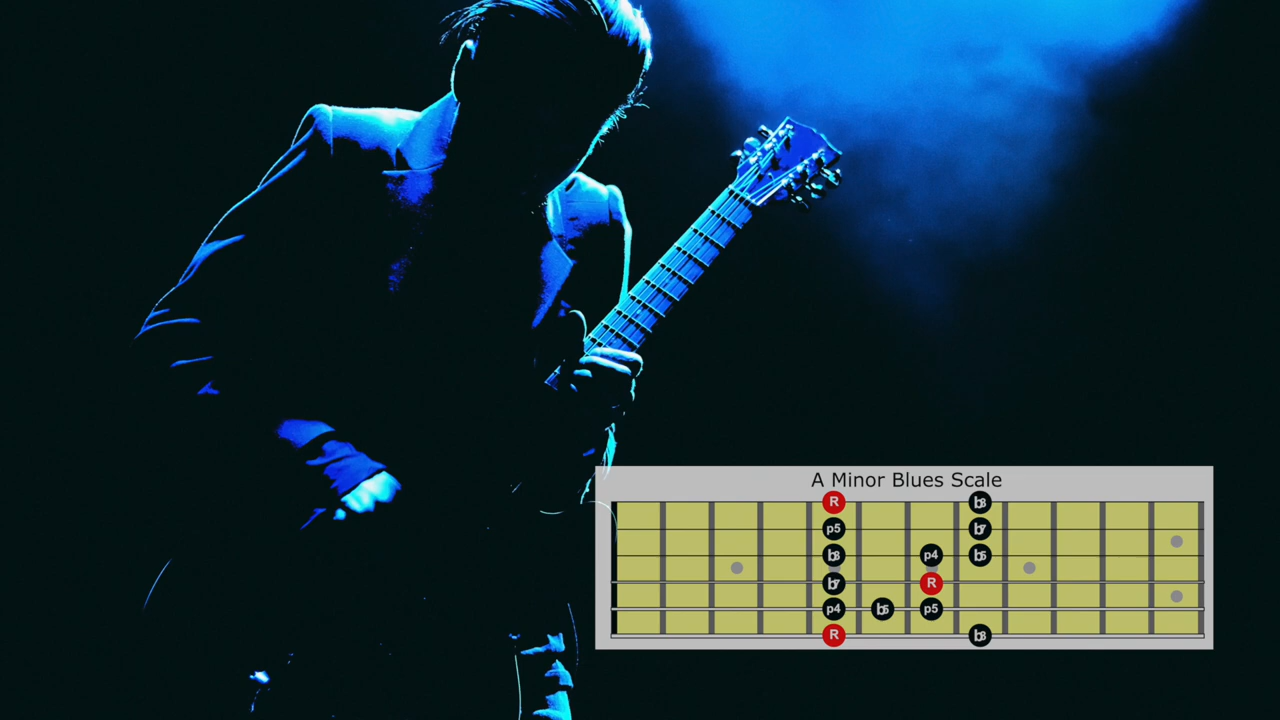 A Minor Blues Scale
R b3
p5 b7
b3 p4 b5
b7 R
p4 b5 p5
R b3